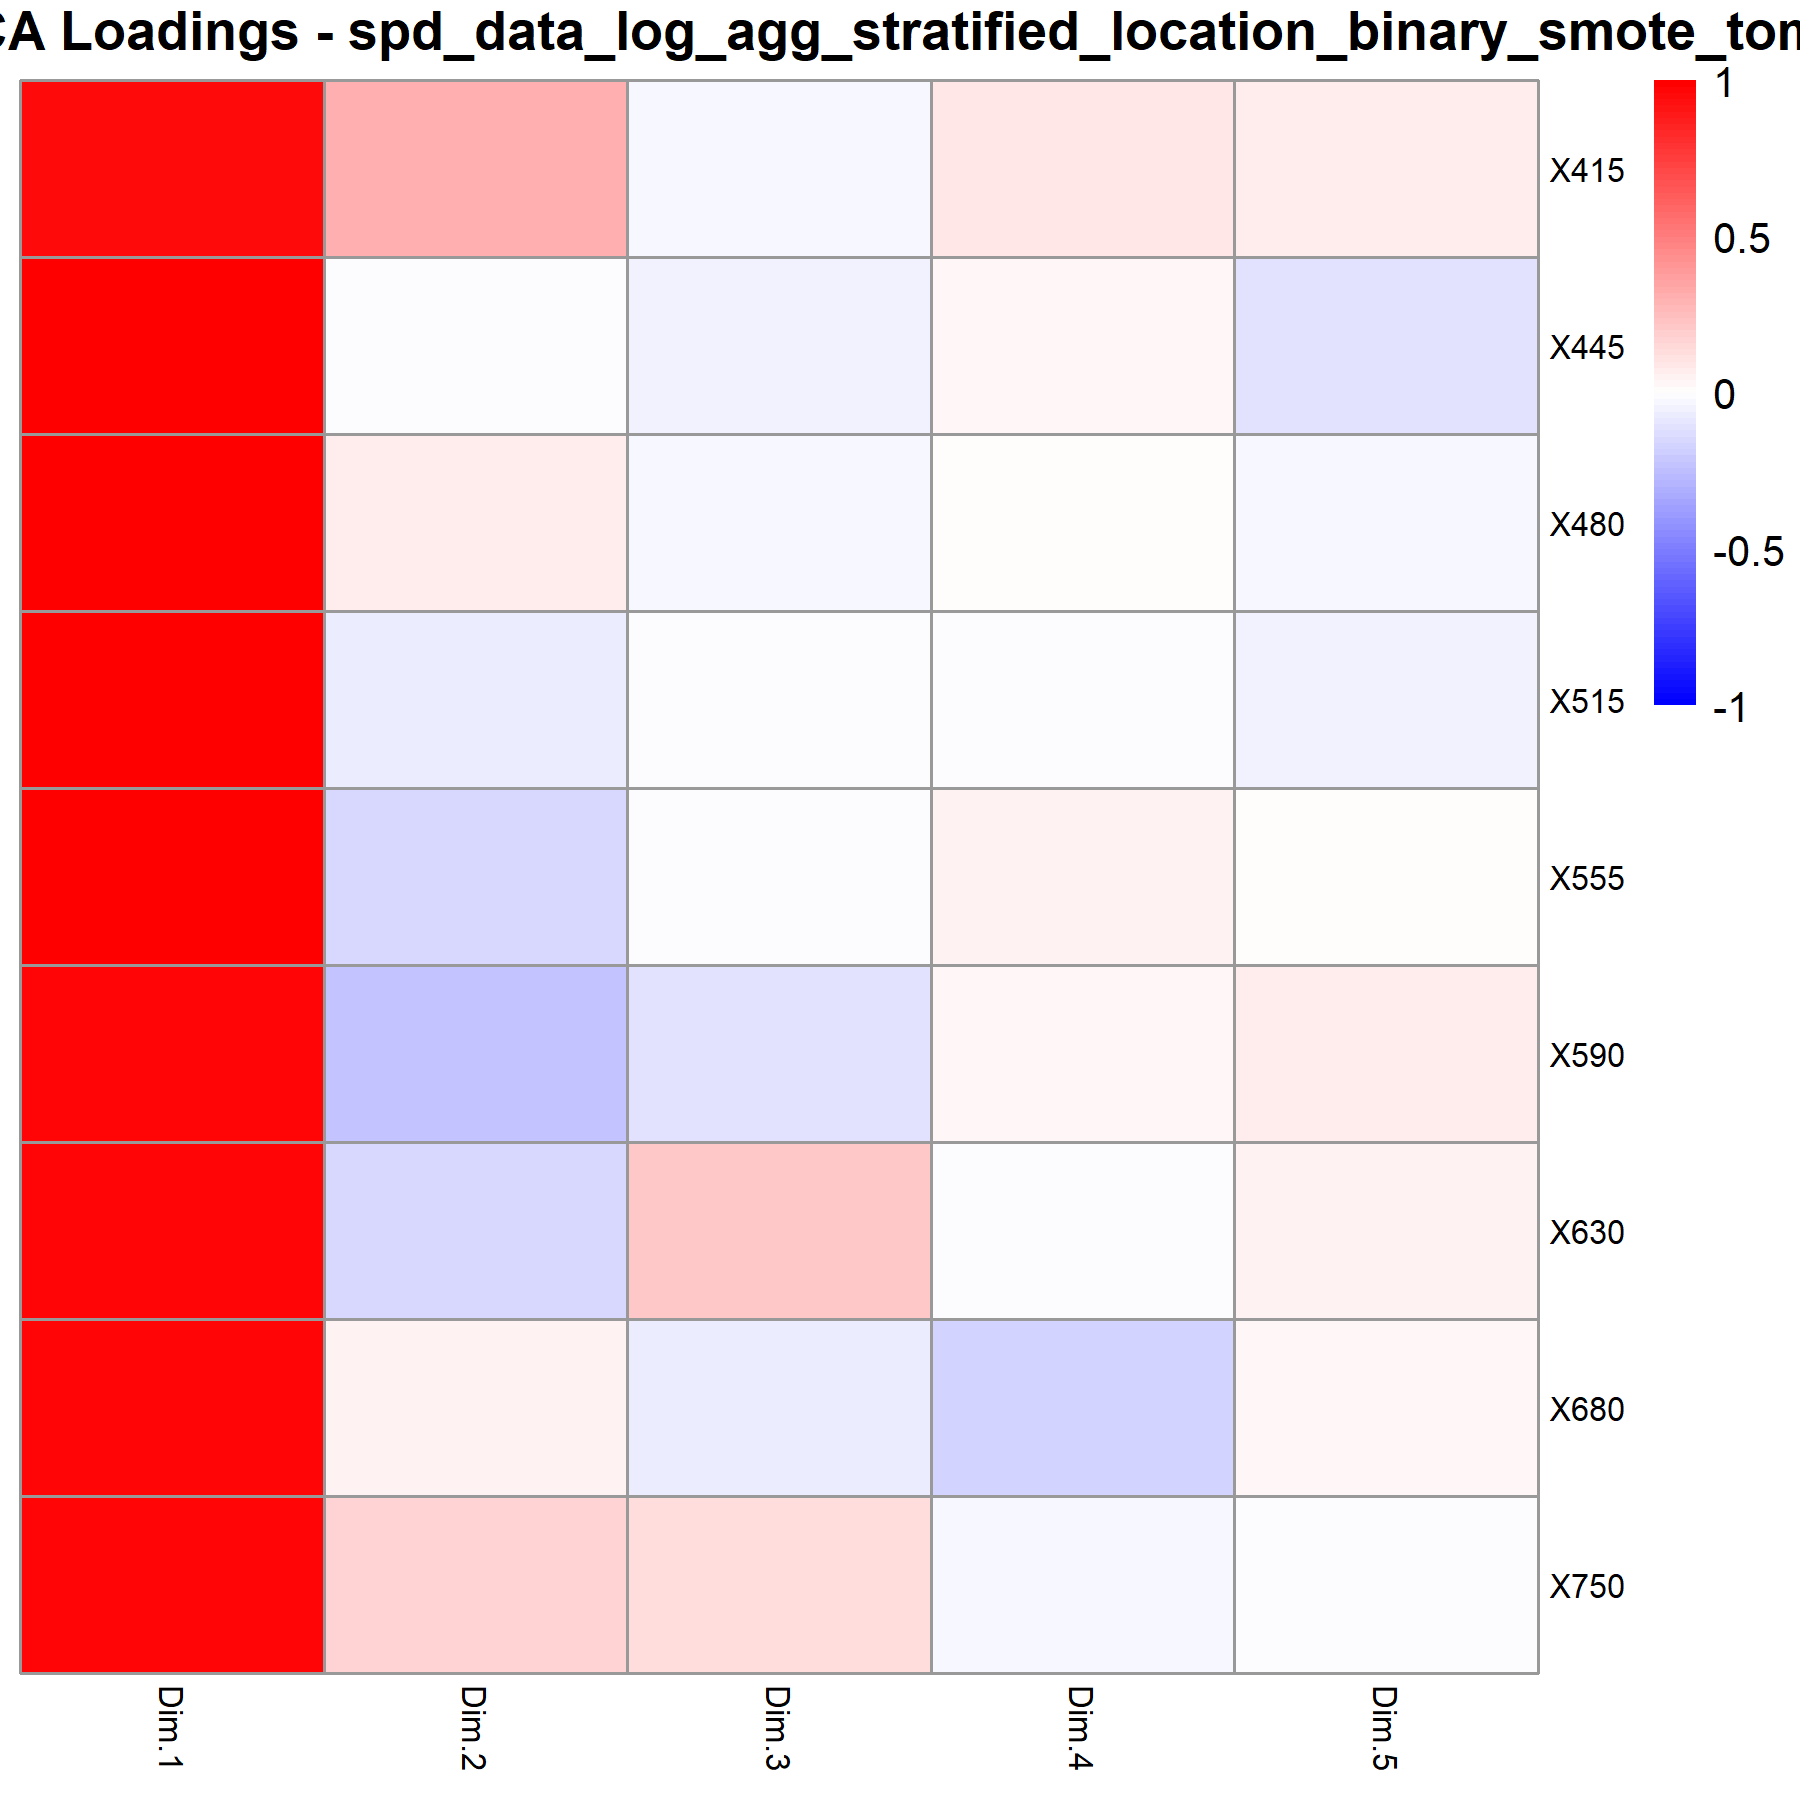 CA Loadings - spd_data_log_agg_stratified_location_binary_smote_ton
1
0.5
0
-0.5
-1
X415
X445
X480
X515
X555
X590
X630
X680
X750
Dim.1
Dim.2
Dim.3
Dim.4
Dim.5